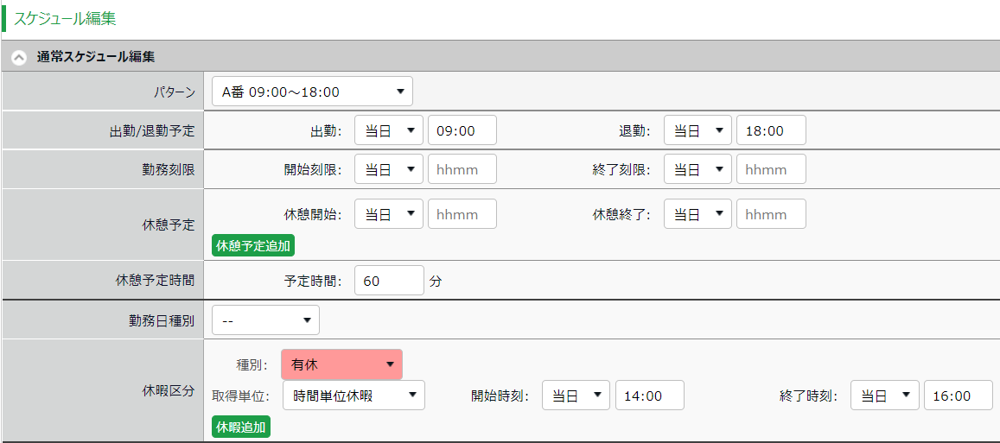 スケジュール編集
通常スケジュール編集
パターン A番 09:00～18:00
出勤/退勤予定 出勤: 当日 09:00 退勤: 当日 18:00
勤務刻限 開始刻限: 当日 hhmm 終了刻限: 当日 hhmm
休憩予定 休憩開始: 当日 hhmm 休憩終了: 当日 hhmm
休憩予定追加
休憩予定時間 予定時間: 60 分
勤務日種別 --
休暇区分 種別: 有休
取得単位: 時間単位休暇 開始時刻: 当日 14:00 終了時刻: 当日 16:00
休暇追加